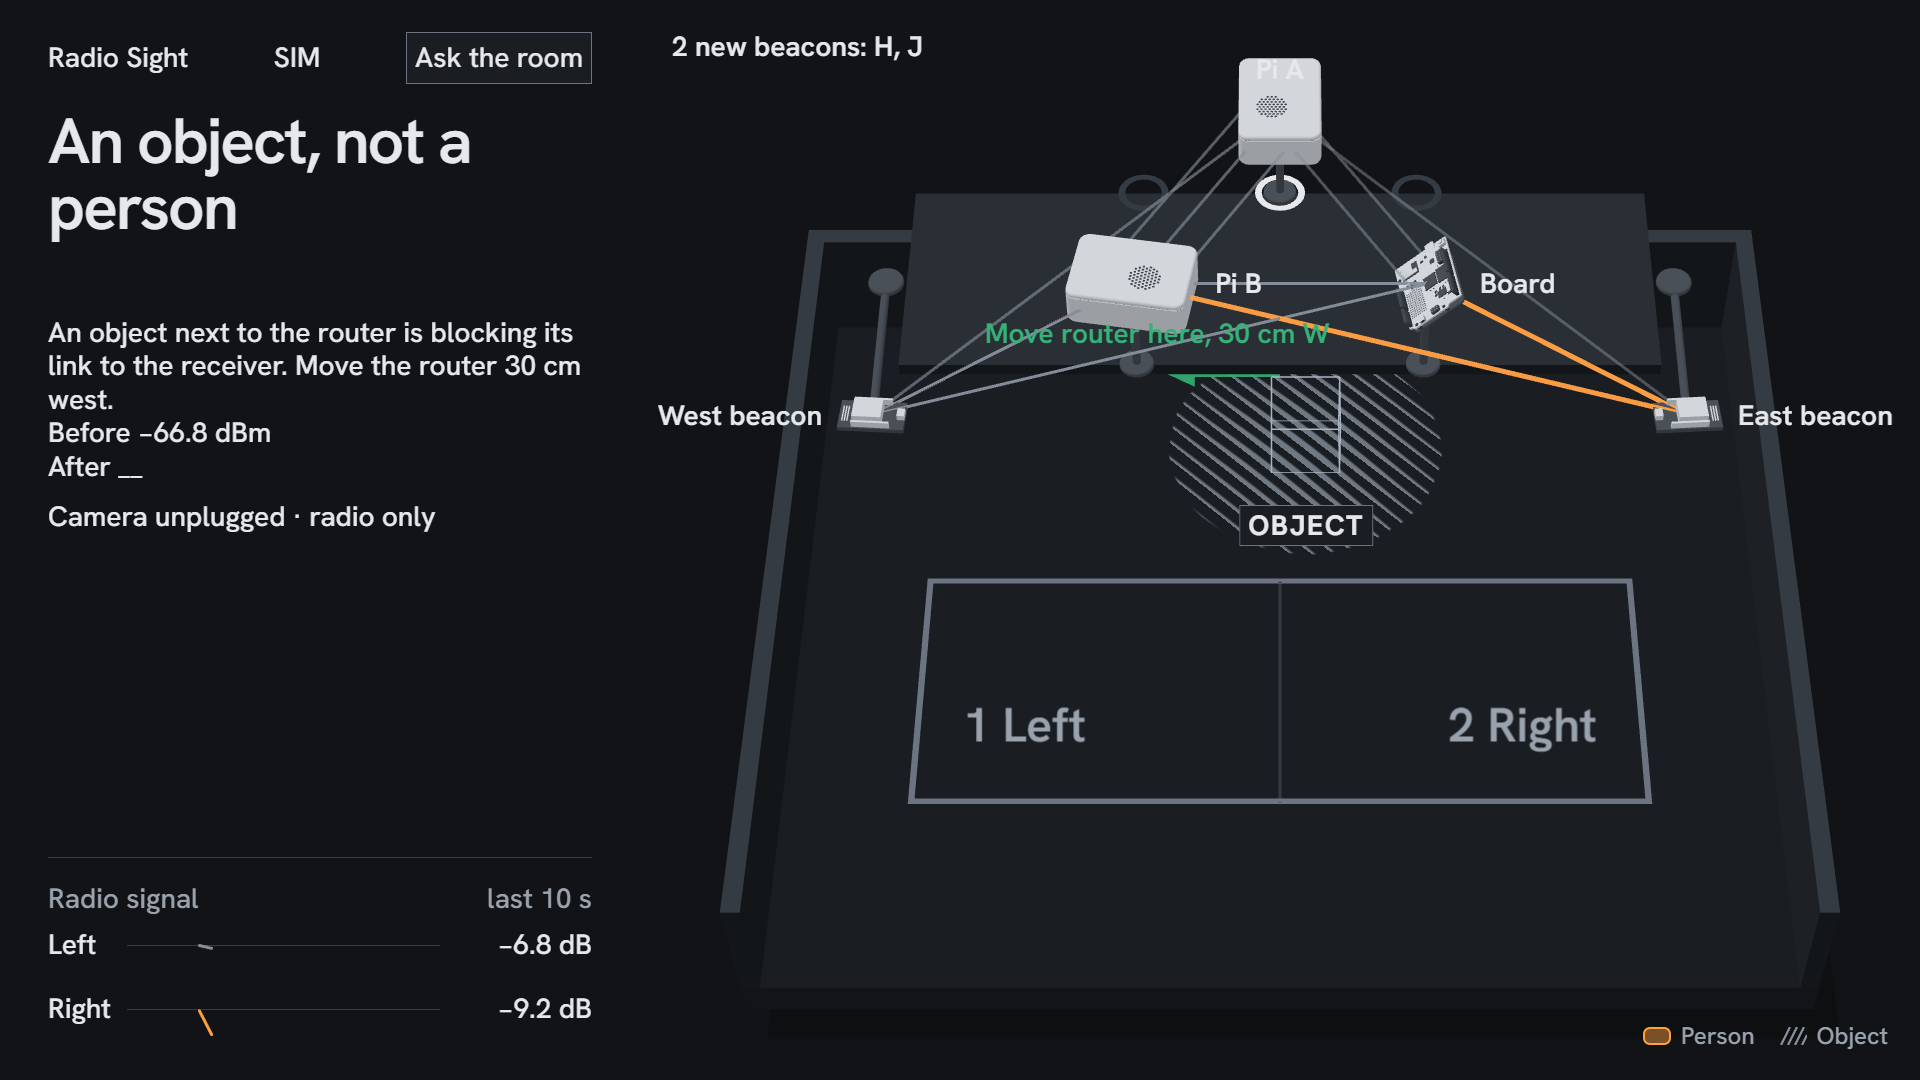 Radio Sight
SIM
Ask the room
An object, not a
person
An object next to the router is blocking its
link to the receiver. Move the router 30 cm
west.
Before −66.8 dBm
After __
Camera unplugged · radio only
Radio signal
last 10 s
Left
−6.8 dB
Right
−9.2 dB
2 new beacons: H, J
Pi A
Pi B
Board
Move router here, 30 cm W
West beacon
East beacon
OBJECT
1 Left
2 Right
Person
Object